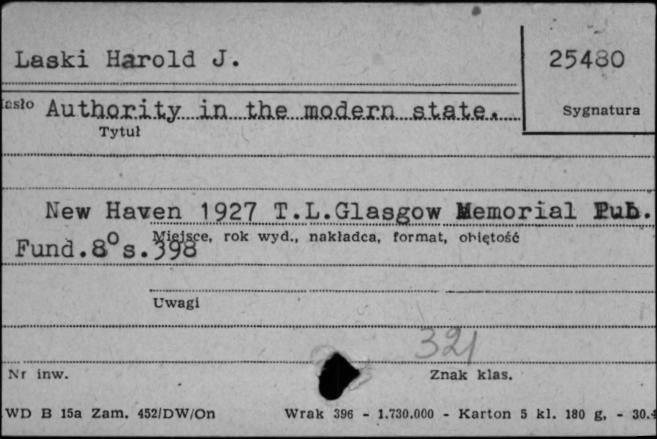 Laski Harold J.
25480
asło Authority in the modern state.
Sygnatura
Tytuł
New Haven 1927 T.L.Glasgow Memorial Pub.
Miejsce, rok wyd., nakładca, format, objętość
Fund.8° s.398
Uwagi
321
Nr inw.
Znak klas.
WD B 15a Zam. 452/DW/On Wrak 396 - 1.730.000 - Karton 5 kl. 180 g, - 30.4